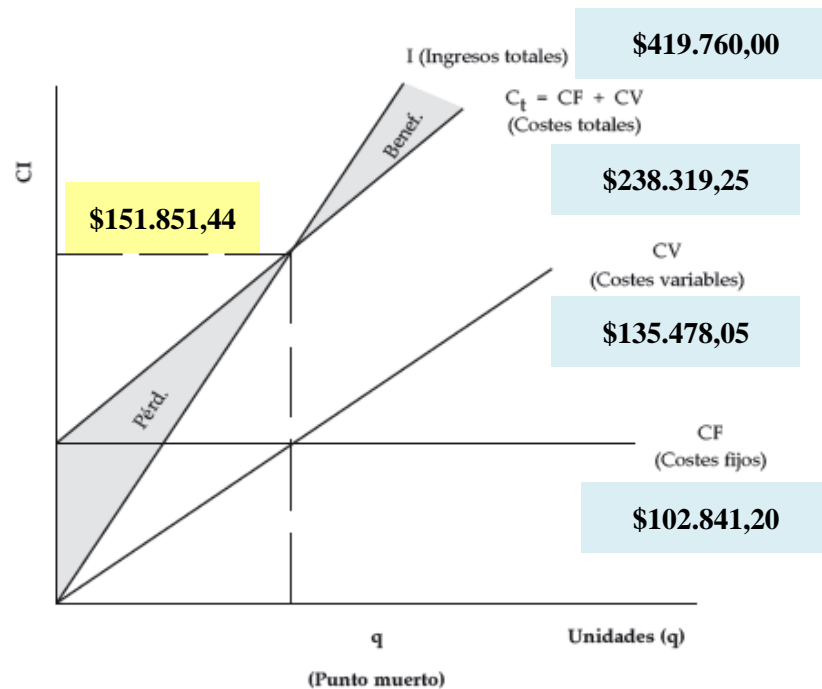 $419.760,00
I (Ingresos totales)
Ct = CF + CV
(Costes totales)
Benef.
CI
$238.319,25
$151.851,44
CV
(Costes variables)
$135.478,05
Pérd.
CF
(Costes fijos)
$102.841,20
q
Unidades (q)
(Punto muerto)